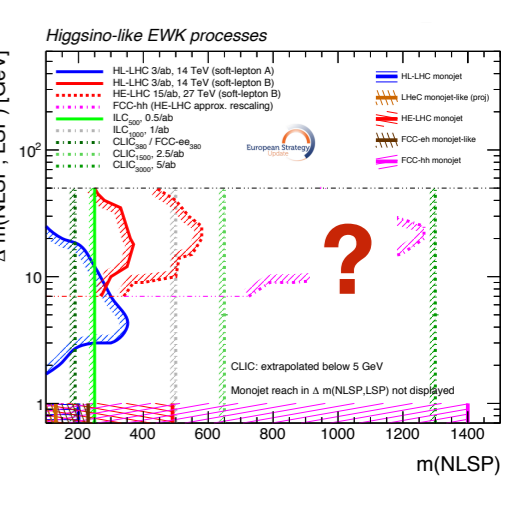 Higgsino-like EWK processes
Δ m(NLSP, LSP) [GeV]
HL-LHC 3/ab, 14 TeV (soft-lepton A)
HL-LHC 3/ab, 14 TeV (soft-lepton B)
HE-LHC 15/ab, 27 TeV (soft-lepton B)
FCC-hh (HE-LHC approx. rescaling)
ILC500, 0.5/ab
ILC1000, 1/ab
CLIC380 / FCC-ee380
CLIC1500, 2.5/ab
CLIC3000, 5/ab
HL-LHC monojet
LHeC monojet-like (proj)
HE-LHC monojet
FCC-eh monojet-like
FCC-hh monojet
European Strategy
Update
10²
10
1
?
CLIC: extrapolated below 5 GeV
Monojet reach in Δ m(NLSP,LSP) not displayed
200 400 600 800 1000 1200 1400
m(NLSP)